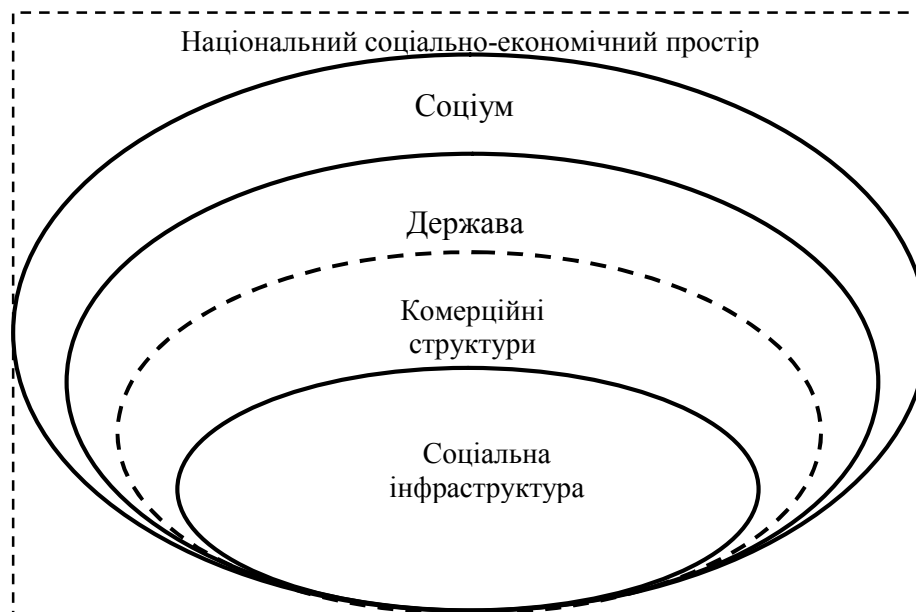 Національний соціально-економічний простір
Соціум
Держава
Комерційні
структури
Соціальна
інфраструктура